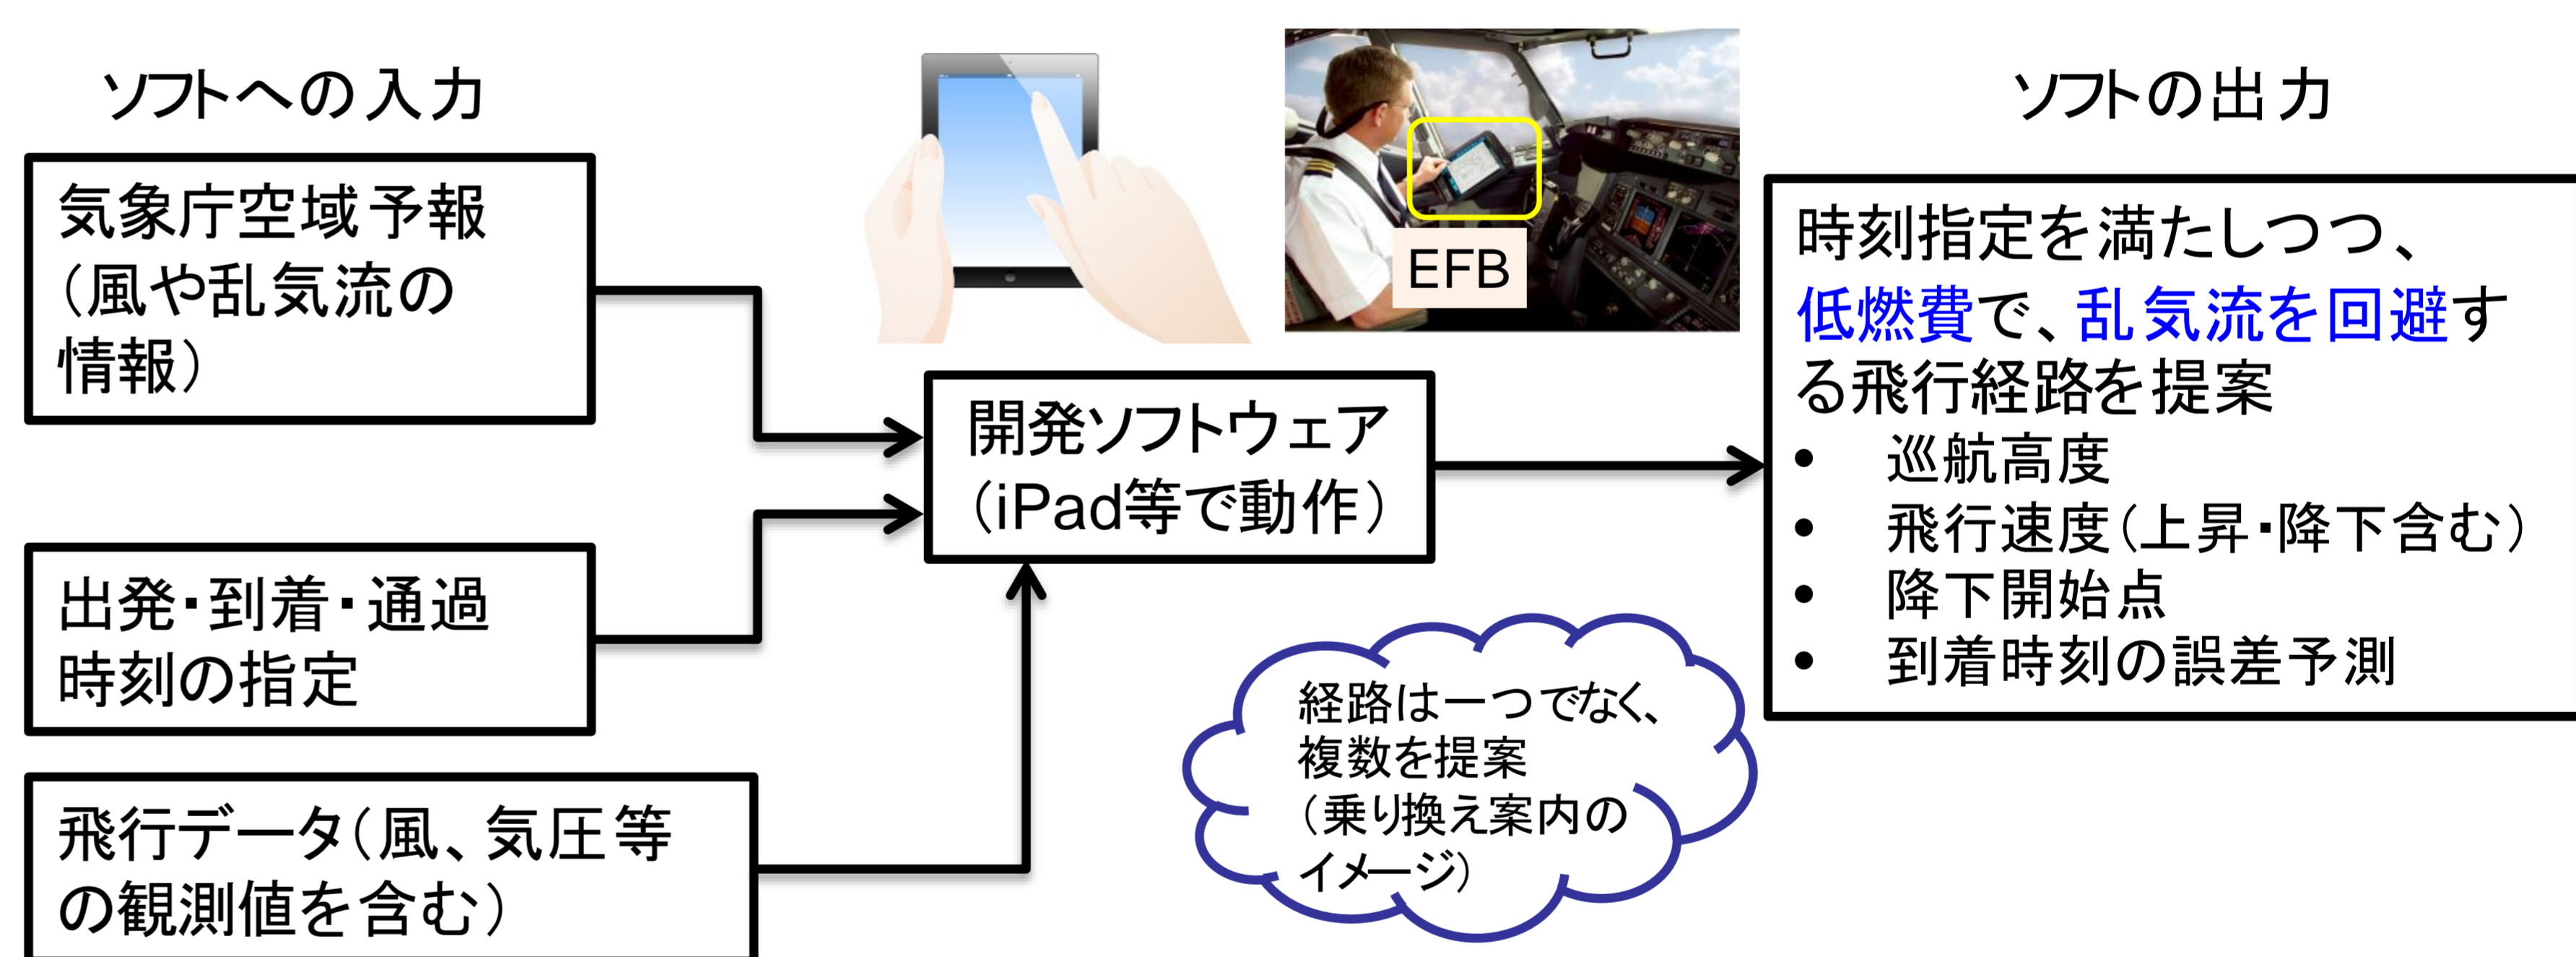 ソフトへの入力
気象庁空域予報
（風や乱気流の
情報）
出発・到着・通過
時刻の指定
飛行データ（風、気圧等
の観測値を含む）
EFB
開発ソフトウェア
（iPad等で動作）
経路は一つでなく、
複数を提案
（乗り換え案内の
イメージ）
ソフトの出力
時刻指定を満たしつつ、
低燃費で、乱気流を回避す
る飛行経路を提案
• 巡航高度
• 飛行速度（上昇・降下含む）
• 降下開始点
• 到着時刻の誤差予測